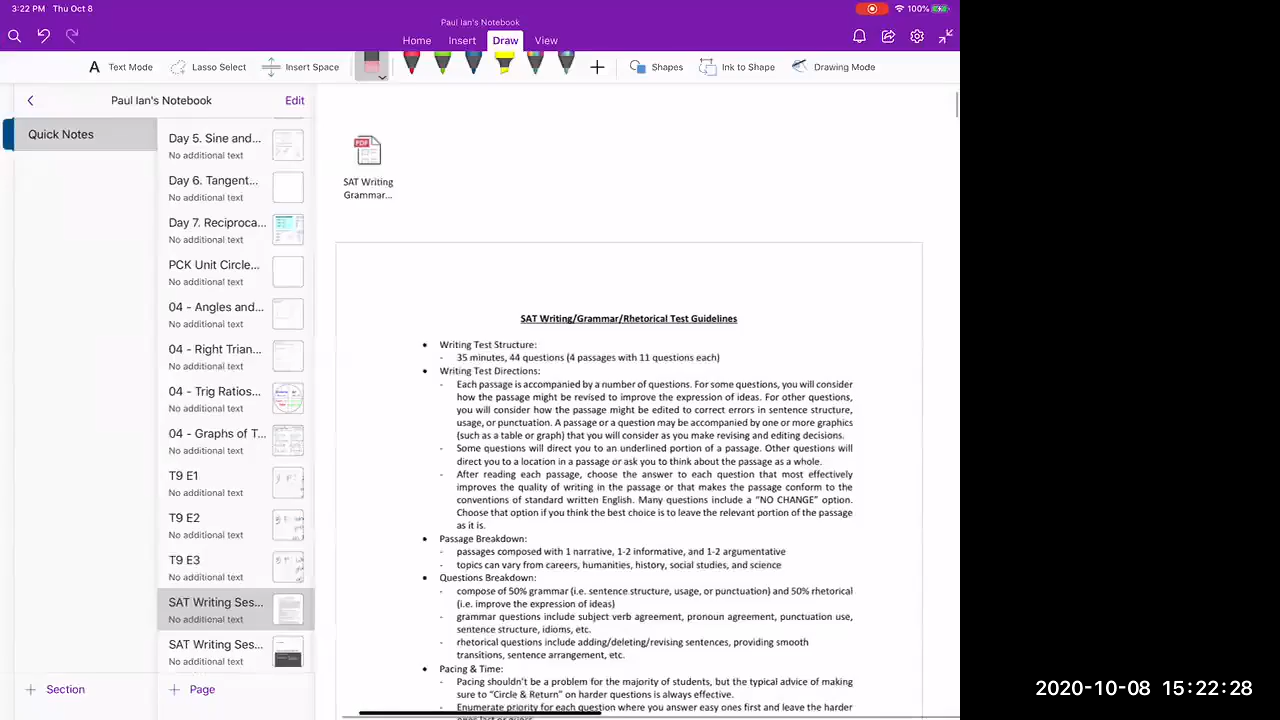 3:22 PM Thu Oct 8
100%
Paul Ian's Notebook
Home Insert Draw View
Text Mode Lasso Select Insert Space Shapes Ink to Shape Drawing Mode
Paul Ian's Notebook Edit
Quick Notes
Day 5. Sine and...
No additional text
Day 6. Tangent...
No additional text
Day 7. Reciproca...
No additional text
PCK Unit Circle...
No additional text
04 - Angles and...
No additional text
04 - Right Trian...
No additional text
04 - Trig Ratios...
No additional text
04 - Graphs of T...
No additional text
T9 E1
No additional text
T9 E2
No additional text
T9 E3
No additional text
SAT Writing Ses...
No additional text
SAT Writing Ses...
No additional text
+ Section
+ Page
PDF
SAT Writing
Grammar...
SAT Writing/Grammar/Rhetorical Test Guidelines
• Writing Test Structure:
- 35 minutes, 44 questions (4 passages with 11 questions each)
• Writing Test Directions:
- Each passage is accompanied by a number of questions. For some questions, you will consider
how the passage might be revised to improve the expression of ideas. For other questions,
you will consider how the passage might be edited to correct errors in sentence structure,
usage, or punctuation. A passage or a question may be accompanied by one or more graphics
(such as a table or graph) that you will consider as you make revising and editing decisions.
- Some questions will direct you to an underlined portion of a passage. Other questions will
direct you to a location in a passage or ask you to think about the passage as a whole.
- After reading each passage, choose the answer to each question that most effectively
improves the quality of writing in the passage or that makes the passage conform to the
conventions of standard written English. Many questions include a "NO CHANGE" option.
Choose that option if you think the best choice is to leave the relevant portion of the passage
as it is.
• Passage Breakdown:
- passages composed with 1 narrative, 1-2 informative, and 1-2 argumentative
- topics can vary from careers, humanities, history, social studies, and science
• Questions Breakdown:
- compose of 50% grammar (i.e. sentence structure, usage, or punctuation) and 50% rhetorical
(i.e. improve the expression of ideas)
- grammar questions include subject verb agreement, pronoun agreement, punctuation use,
sentence structure, idioms, etc.
- rhetorical questions include adding/deleting/revising sentences, providing smooth
transitions, sentence arrangement, etc.
• Pacing & Time:
- Pacing shouldn't be a problem for the majority of students, but the typical advice of making
sure to "Circle & Return" on harder questions is always effective.
- Enumerate priority for each question where you answer easy ones first and leave the harder
2020-10-08 15:22:28